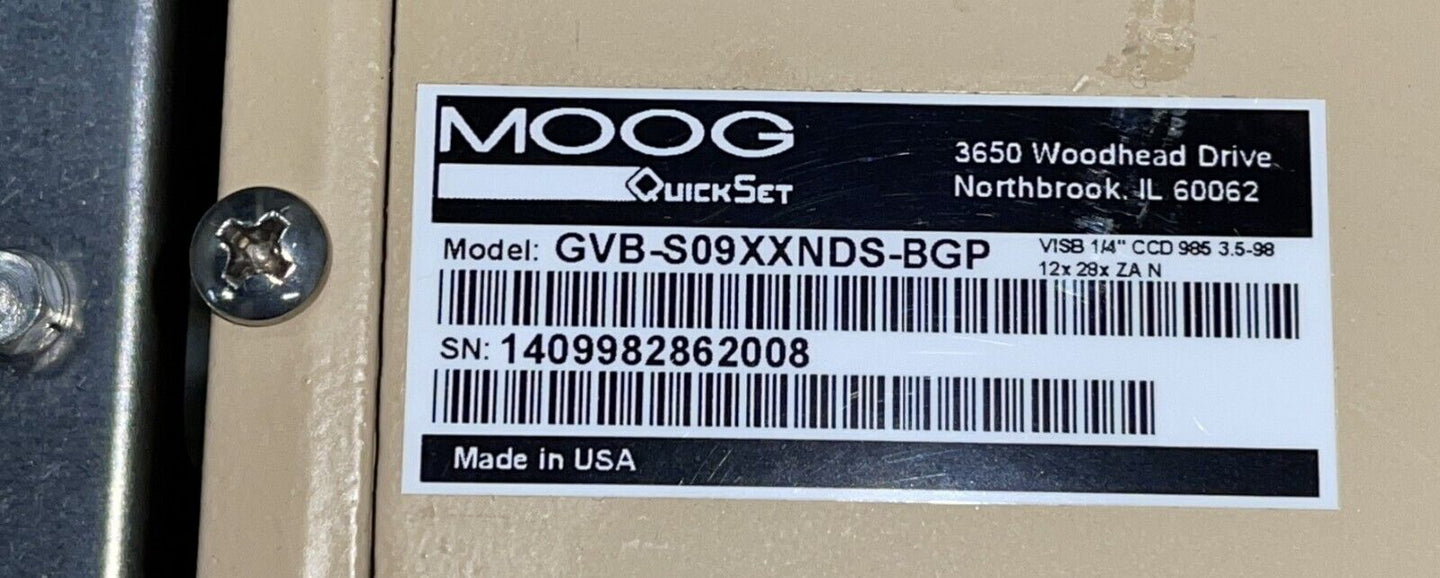 MOOG
QUICKSET
3650 Woodhead Drive
Northbrook, IL 60062
Model: GVB-S09XXNDS-BGP
VISB 1/4" CCD 985 3.5-98
12x 28x ZA N
SN: 1409982862008
Made in USA